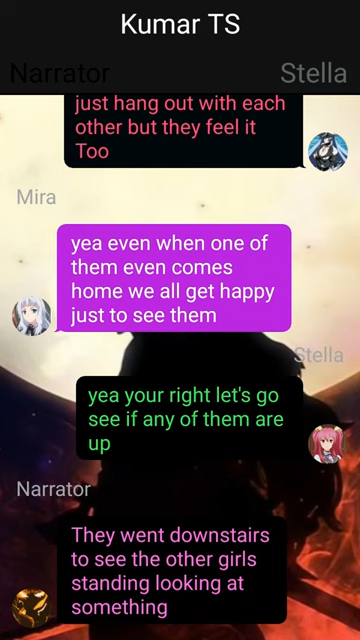 Kumar TS
Narrator
Stella
just hang out with each
other but they feel it
Too
Mira
yea even when one of
them even comes
home we all get happy
just to see them
Stella
yea your right let's go
see if any of them are
up
Narrator
They went downstairs
to see the other girls
standing looking at
something